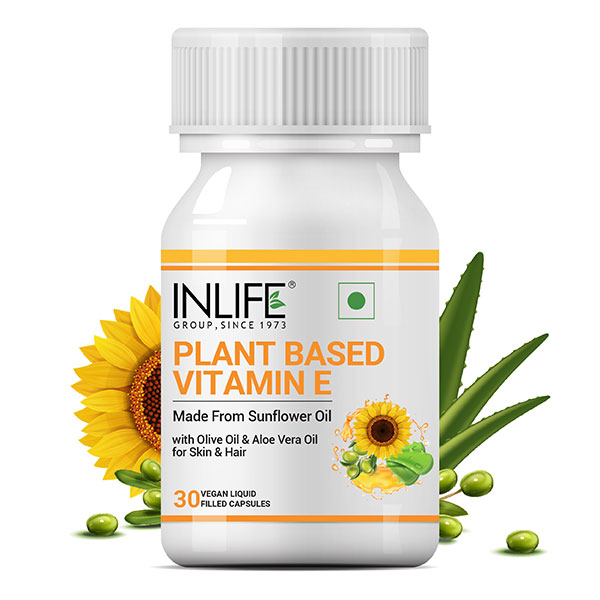 INLIFE®
GROUP, SINCE 1973
PLANT BASED
VITAMIN E
Made From Sunflower Oil
with Olive Oil & Aloe Vera Oil
for Skin & Hair
30 VEGAN LIQUID
FILLED CAPSULES